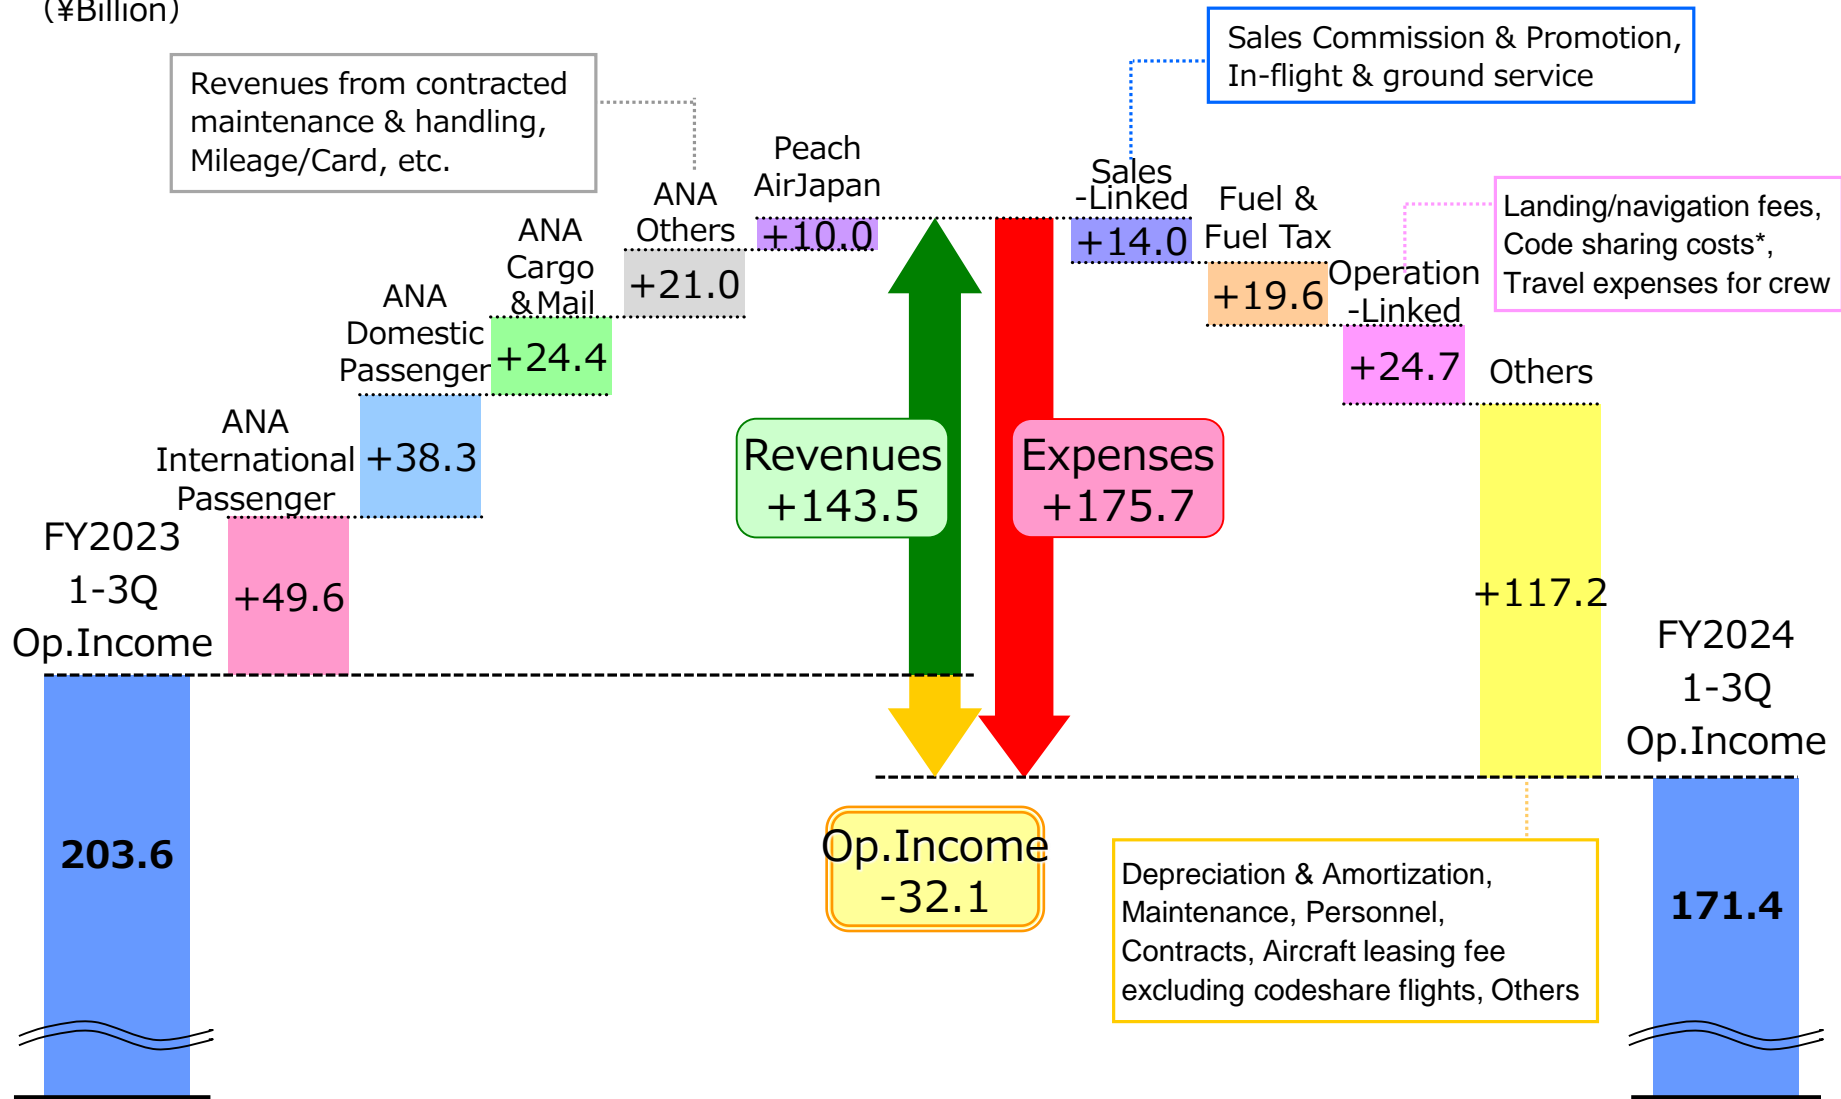 (¥Billion)
Revenues from contracted
maintenance & handling,
Mileage/Card, etc.
Sales Commission & Promotion,
In-flight & ground service
Landing/navigation fees,
Code sharing costs*,
Travel expenses for crew
FY2023
1-3Q
Op.Income
203.6
ANA
International
Passenger
+49.6
ANA
Domestic
Passenger
+38.3
ANA
Cargo
&Mail
+24.4
ANA
Others
+21.0
Peach
AirJapan
+10.0
Revenues
+143.5
Expenses
+175.7
Op.Income
-32.1
Sales
-Linked
+14.0
Fuel &
Fuel Tax
+19.6
Operation
-Linked
+24.7
Others
+117.2
Depreciation & Amortization,
Maintenance, Personnel,
Contracts, Aircraft leasing fee
excluding codeshare flights, Others
FY2024
1-3Q
Op.Income
171.4